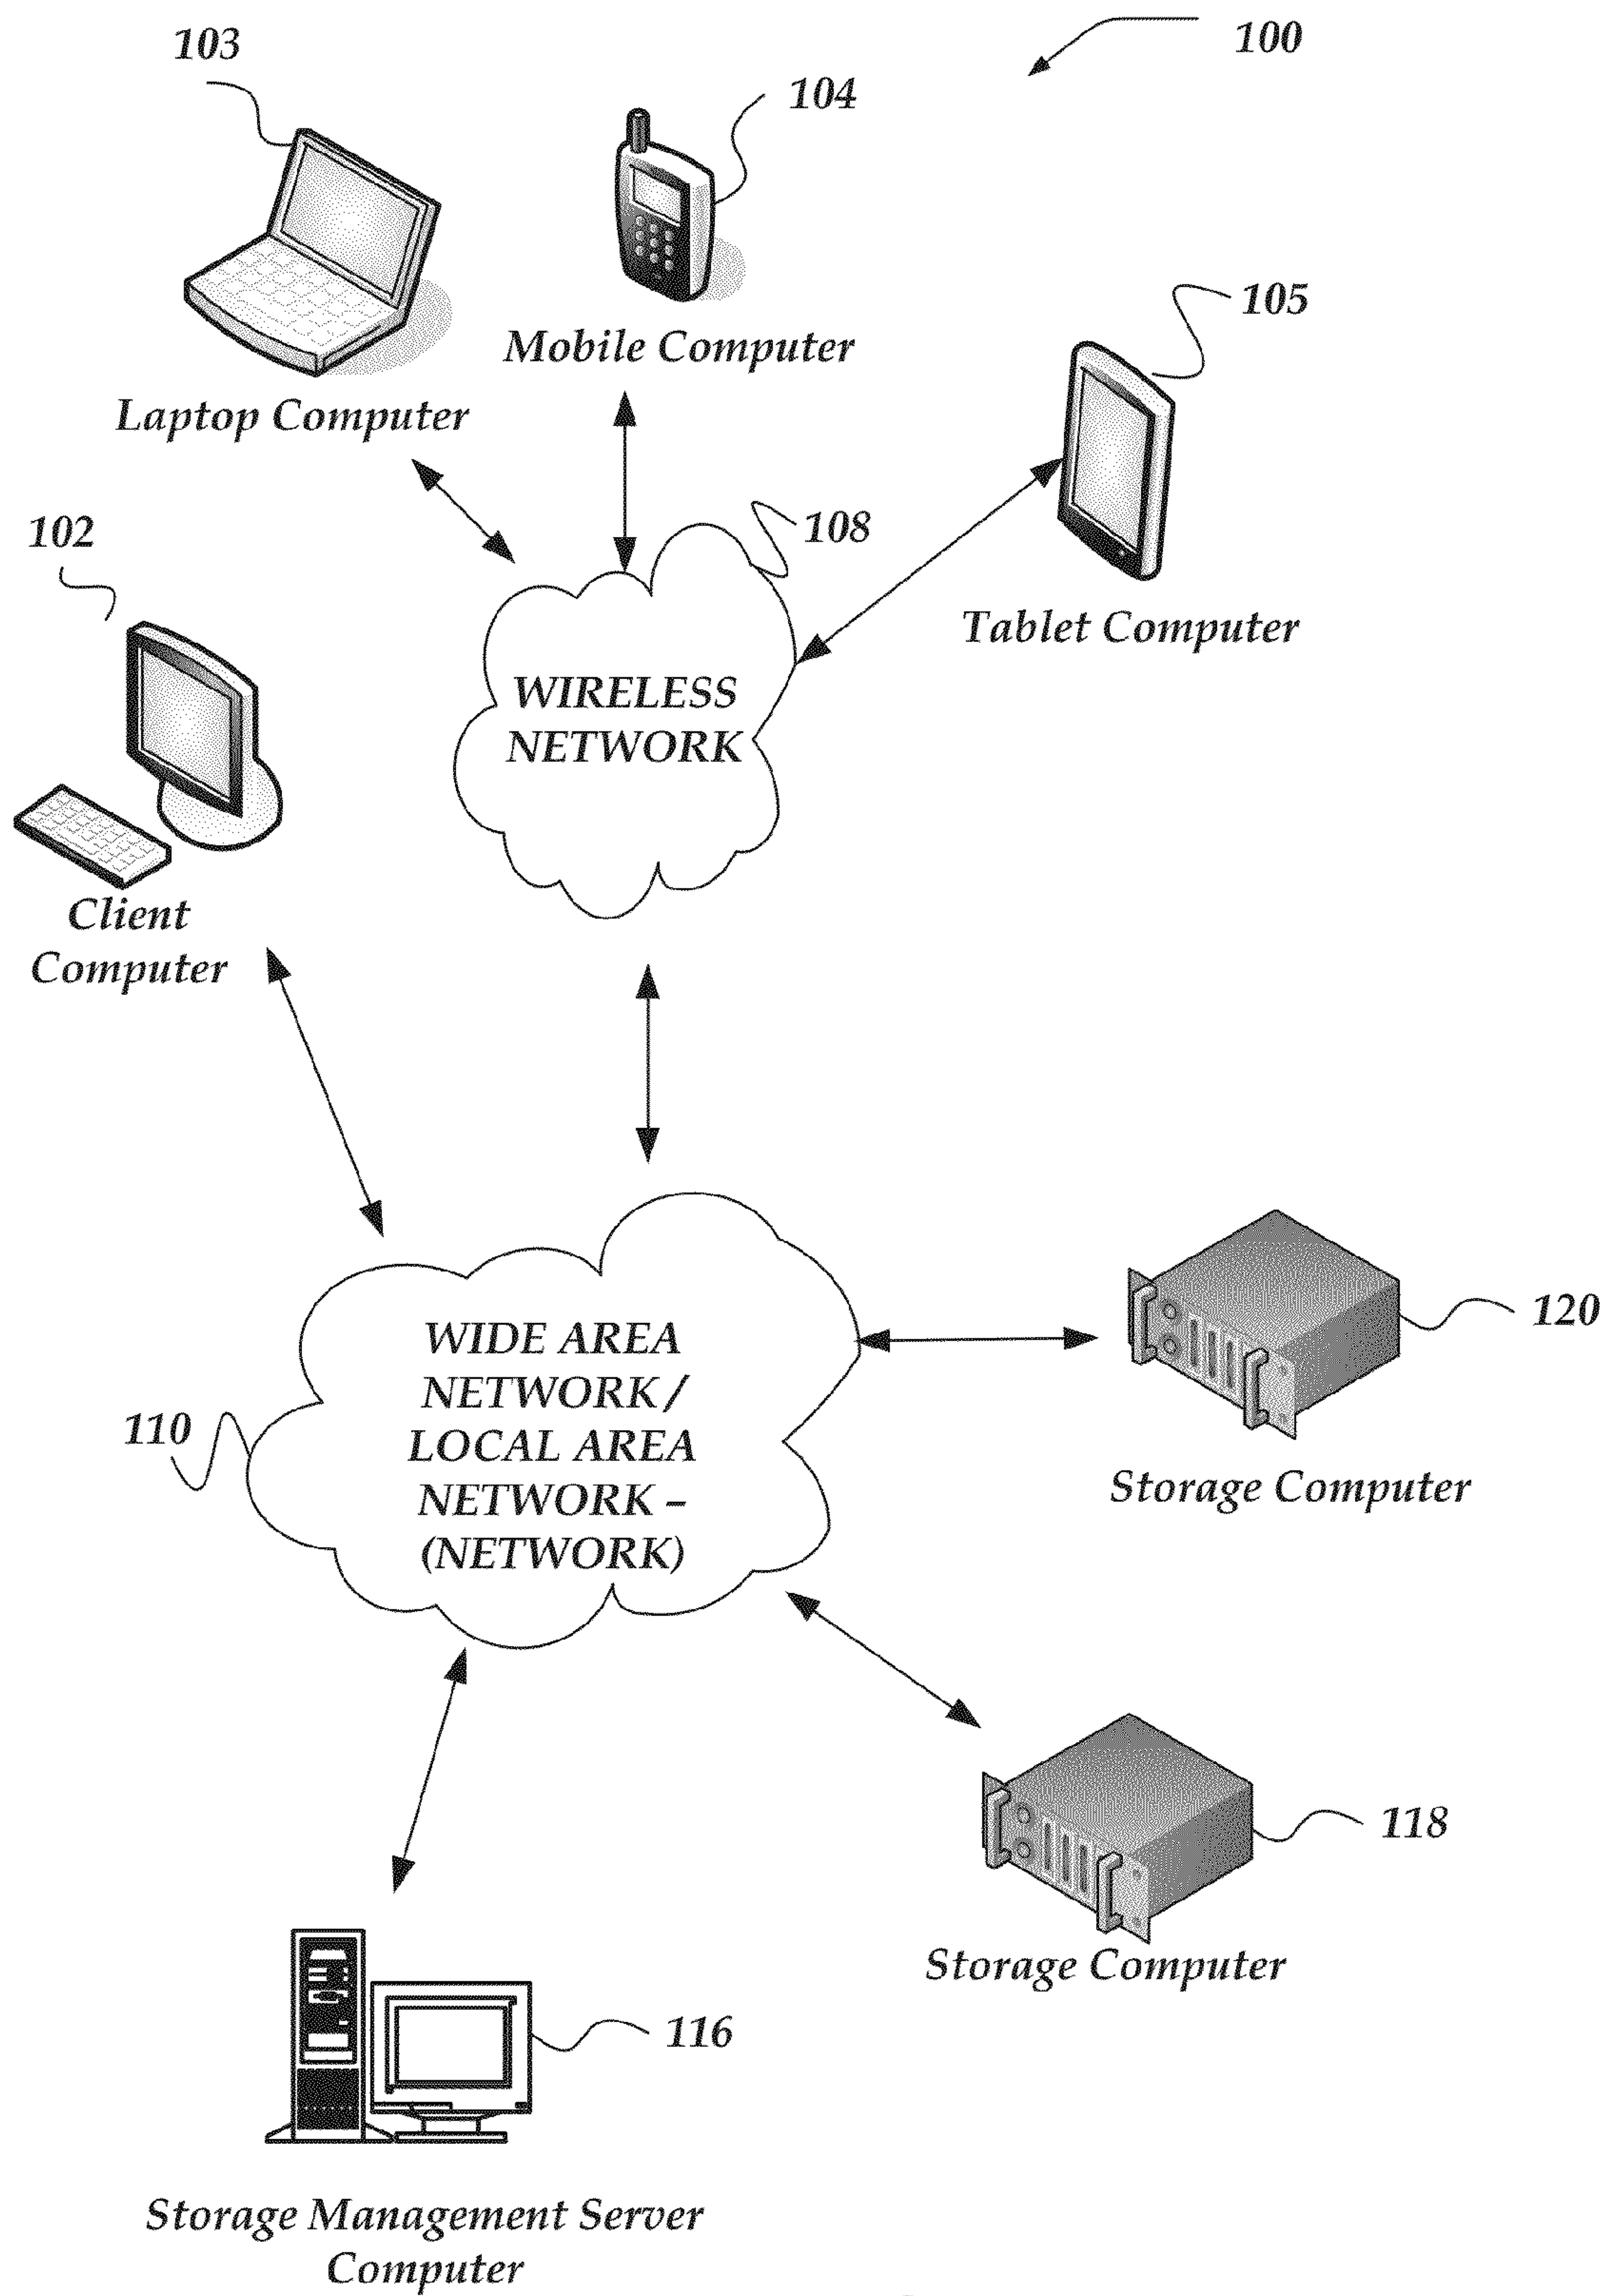 103
100
104
105
Mobile Computer
Laptop Computer
102
108
Tablet Computer
WIRELESS
NETWORK
Client
Computer
WIDE AREA
NETWORK /
LOCAL AREA
NETWORK –
(NETWORK)
110
120
Storage Computer
118
Storage Computer
116
Storage Management Server
Computer